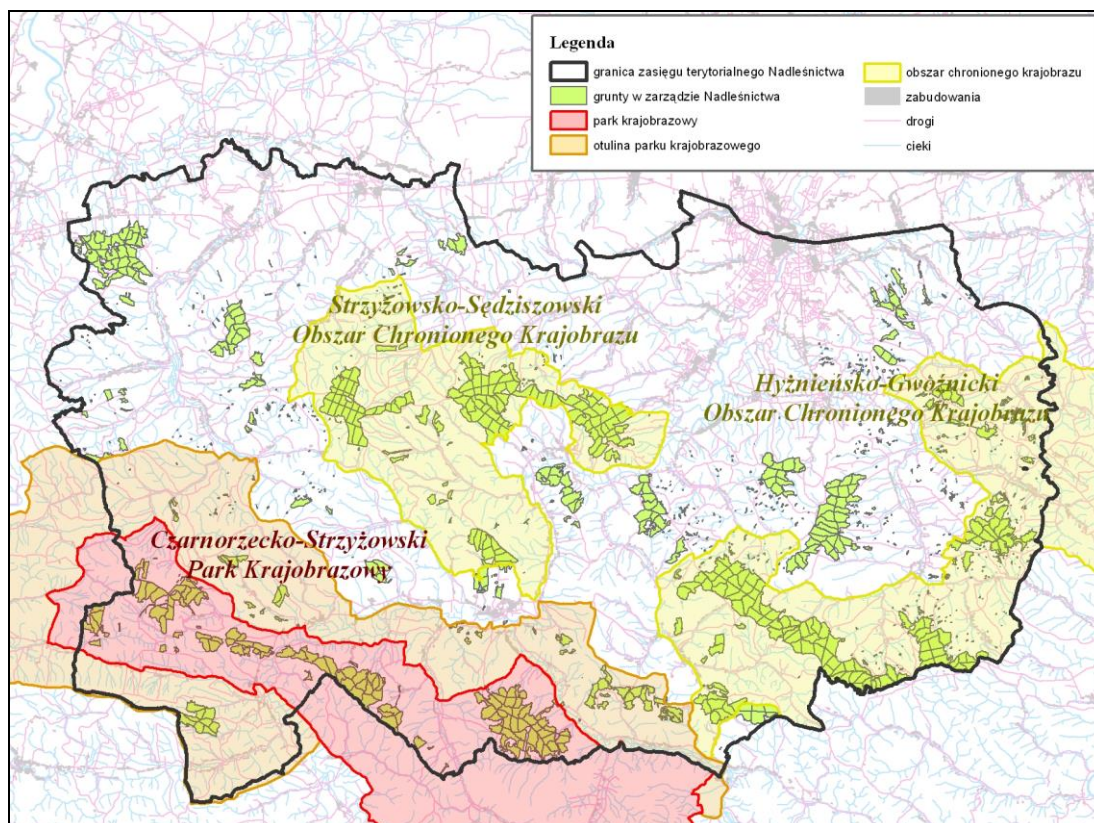 Legenda
granica zasięgu terytorialnego Nadleśnictwa
grunty w zarządzie Nadleśnictwa
park krajobrazowy
otulina parku krajobrazowego
obszar chronionego krajobrazu
zabudowania
drogi
cieki
Strzyżowsko-Sędziszowski
Obszar Chronionego Krajobrazu
Hyżnieńsko-Gwoźnicki
Obszar Chronionego Krajobrazu
Czarnorzecko-Strzyżowski
Park Krajobrazowy